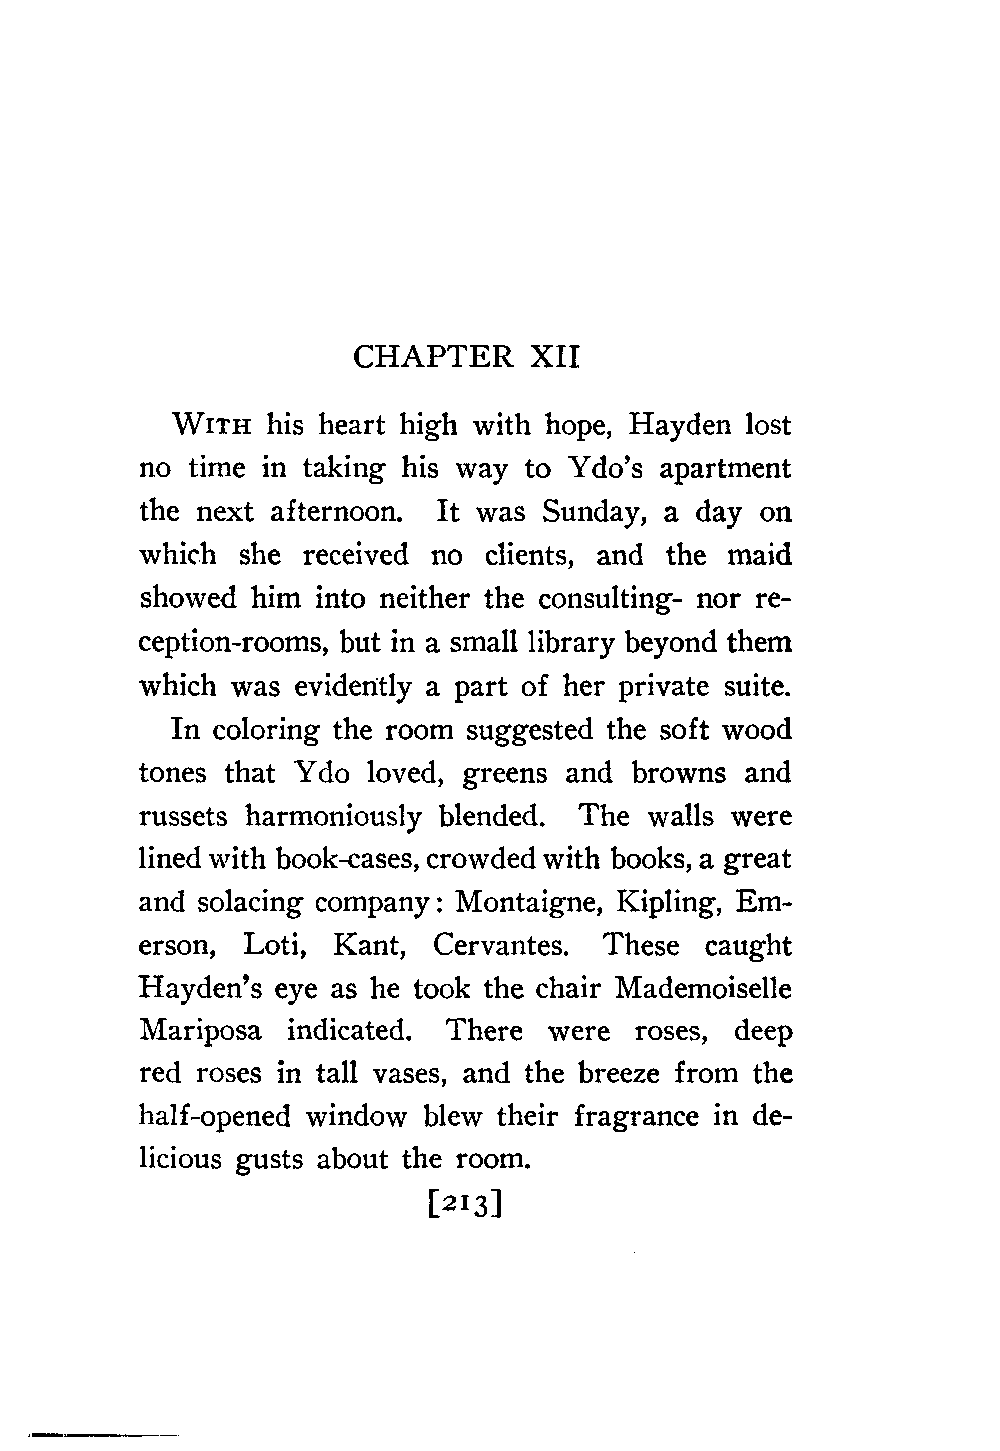 CHAPTER XII
WITH his heart high with hope, Hayden lost
no time in taking his way to Ydo's apartment
the next afternoon. It was Sunday, a day on
which she received no clients, and the maid
showed him into neither the consulting- nor re-
ception-rooms, but in a small library beyond them
which was evidently a part of her private suite.
In coloring the room suggested the soft wood
tones that Ydo loved, greens and browns and
russets harmoniously blended. The walls were
lined with book-cases, crowded with books, a great
and solacing company: Montaigne, Kipling, Em-
erson, Loti, Kant, Cervantes. These caught
Hayden's eye as he took the chair Mademoiselle
Mariposa indicated. There were roses, deep
red roses in tall vases, and the breeze from the
half-opened window blew their fragrance in de-
licious gusts about the room.
[213]